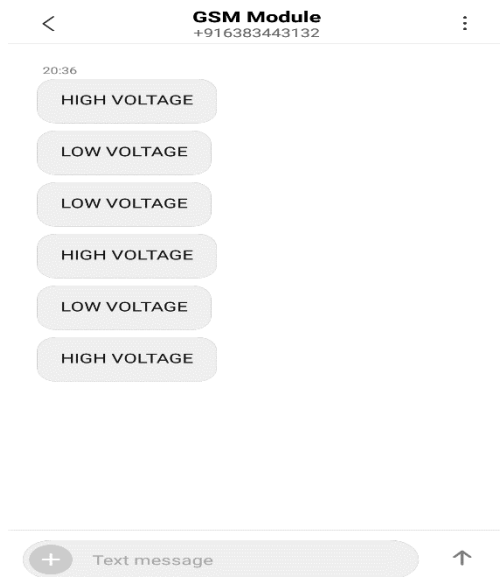 GSM Module
+916383443132
20:36
HIGH VOLTAGE
LOW VOLTAGE
LOW VOLTAGE
HIGH VOLTAGE
LOW VOLTAGE
HIGH VOLTAGE
Text message